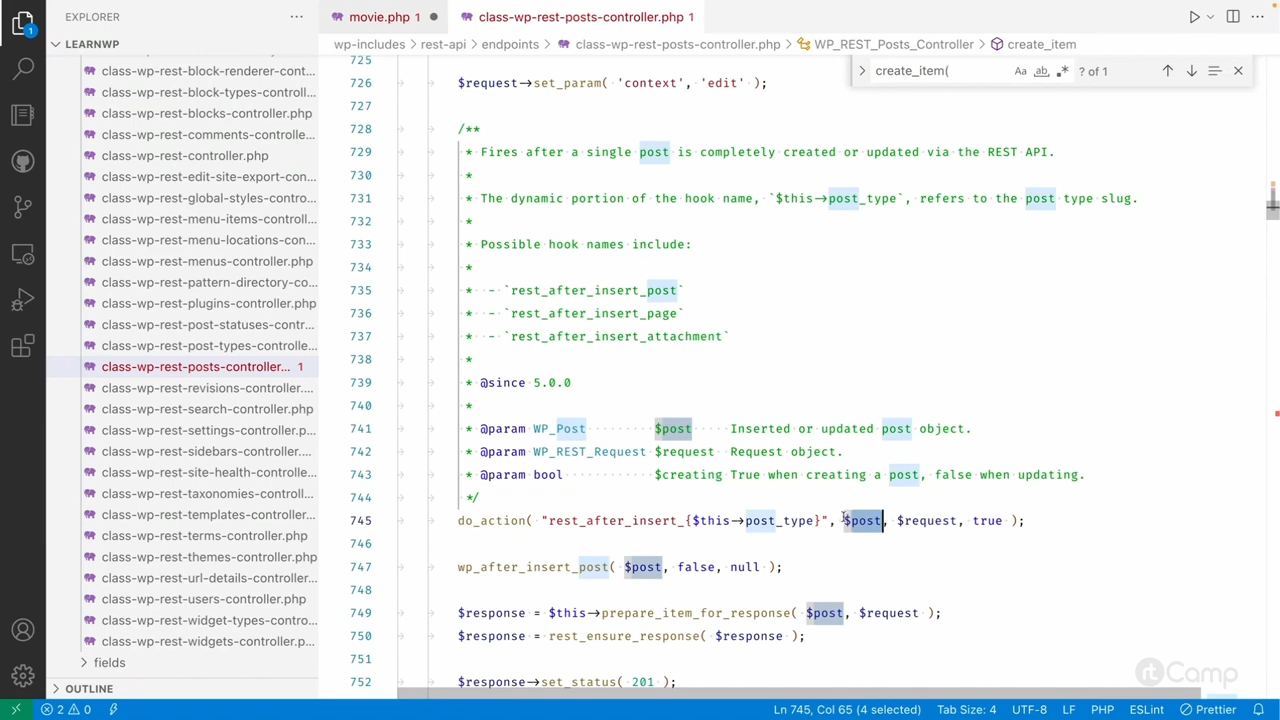 EXPLORER
LEARNWP
class-wp-rest-block-renderer-cont...
class-wp-rest-block-types-controll...
class-wp-rest-blocks-controller.php
class-wp-rest-comments-controlle...
class-wp-rest-controller.php
class-wp-rest-edit-site-export-con...
class-wp-rest-global-styles-contro...
class-wp-rest-menu-items-controll...
class-wp-rest-menu-locations-con...
class-wp-rest-menus-controller.php
class-wp-rest-pattern-directory-co...
class-wp-rest-plugins-controller.php
class-wp-rest-post-statuses-contr...
class-wp-rest-post-types-controlle...
class-wp-rest-posts-controller... 1
class-wp-rest-revisions-controller....
class-wp-rest-search-controller.php
class-wp-rest-settings-controller.p...
class-wp-rest-sidebars-controller....
class-wp-rest-site-health-controlle...
class-wp-rest-taxonomies-controll...
class-wp-rest-templates-controller....
class-wp-rest-terms-controller.php
class-wp-rest-themes-controller.php
class-wp-rest-url-details-controller...
class-wp-rest-users-controller.php
class-wp-rest-widget-types-contro...
class-wp-rest-widgets-controller.p...
fields
OUTLINE
movie.php 1
class-wp-rest-posts-controller.php 1
wp-includes > rest-api > endpoints > class-wp-rest-posts-controller.php > WP_REST_Posts_Controller > create_item
create_item( Aa ab .* ? of 1
725
726 $request->set_param( 'context', 'edit' );
727
728 /**
729 * Fires after a single post is completely created or updated via the REST API.
730 *
731 * The dynamic portion of the hook name, `$this->post_type`, refers to the post type slug.
732 *
733 * Possible hook names include:
734 *
735 * - `rest_after_insert_post`
736 * - `rest_after_insert_page`
737 * - `rest_after_insert_attachment`
738 *
739 * @since 5.0.0
740 *
741 * @param WP_Post $post Inserted or updated post object.
742 * @param WP_REST_Request $request Request object.
743 * @param bool $creating True when creating a post, false when updating.
744 */
745 do_action( "rest_after_insert_{$this->post_type}", $post, $request, true );
746
747 wp_after_insert_post( $post, false, null );
748
749 $response = $this->prepare_item_for_response( $post, $request );
750 $response = rest_ensure_response( $response );
751
752 $response->set_status( 201 );
rtCamp
1
2 0 Ln 745, Col 65 (4 selected) Tab Size: 4 UTF-8 LF PHP ESLint Prettier